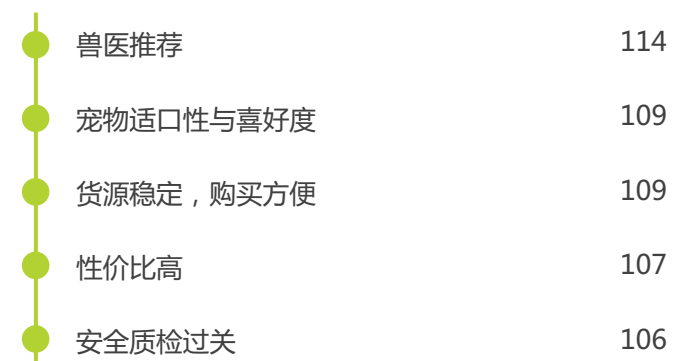 兽医推荐 114
宠物适口性与喜好度 109
货源稳定，购买方便 109
性价比高 107
安全质检过关 106